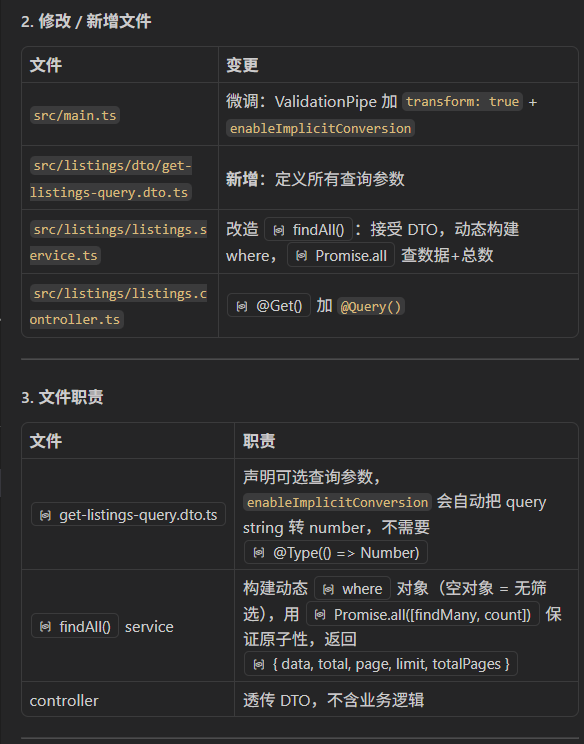 2. 修改 / 新增文件
文件 变更
src/main.ts 微调：ValidationPipe 加 transform: true +
enableImplicitConversion
src/listings/dto/get-
listings-query.dto.ts 新增：定义所有查询参数
src/listings/listings.s
ervice.ts 改造 findAll()：接受 DTO，动态构建
where，Promise.all 查数据+总数
src/listings/listings.c
ontroller.ts @Get() 加 @Query()
3. 文件职责
文件 职责
get-listings-query.dto.ts 声明可选查询参数，
enableImplicitConversion 会自动把 query
string 转 number，不需要
@Type(() => Number)
findAll() service 构建动态 where 对象（空对象 = 无筛
选），用 Promise.all([findMany, count]) 保
证原子性，返回
{ data, total, page, limit, totalPages }
controller 透传 DTO，不含业务逻辑